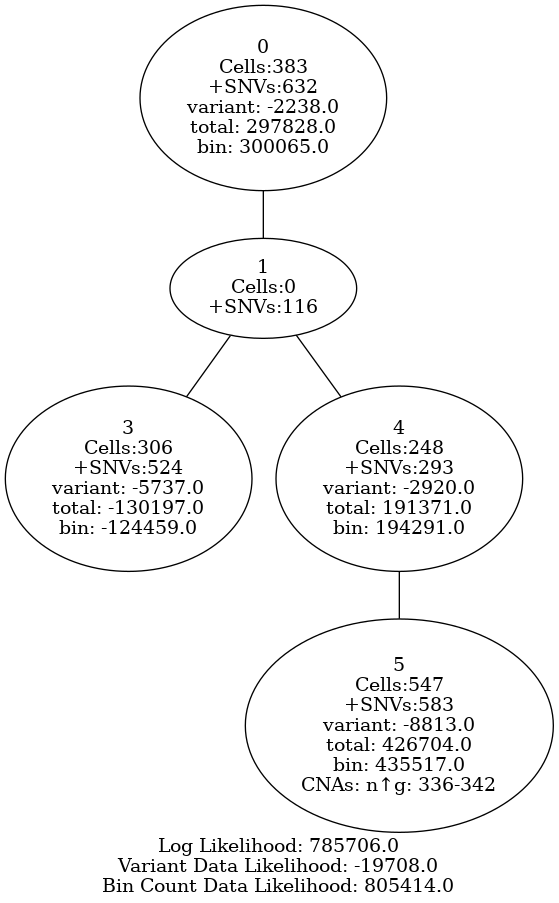 0
Cells:383
+SNVs:632
variant: -2238.0
total: 297828.0
bin: 300065.0
1
Cells:0
+SNVs:116
3
Cells:306
+SNVs:524
variant: -5737.0
total: -130197.0
bin: -124459.0
4
Cells:248
+SNVs:293
variant: -2920.0
total: 191371.0
bin: 194291.0
5
Cells:547
+SNVs:583
variant: -8813.0
total: 426704.0
bin: 435517.0
CNAs: n↑g: 336-342
Log Likelihood: 785706.0
Variant Data Likelihood: -19708.0
Bin Count Data Likelihood: 805414.0